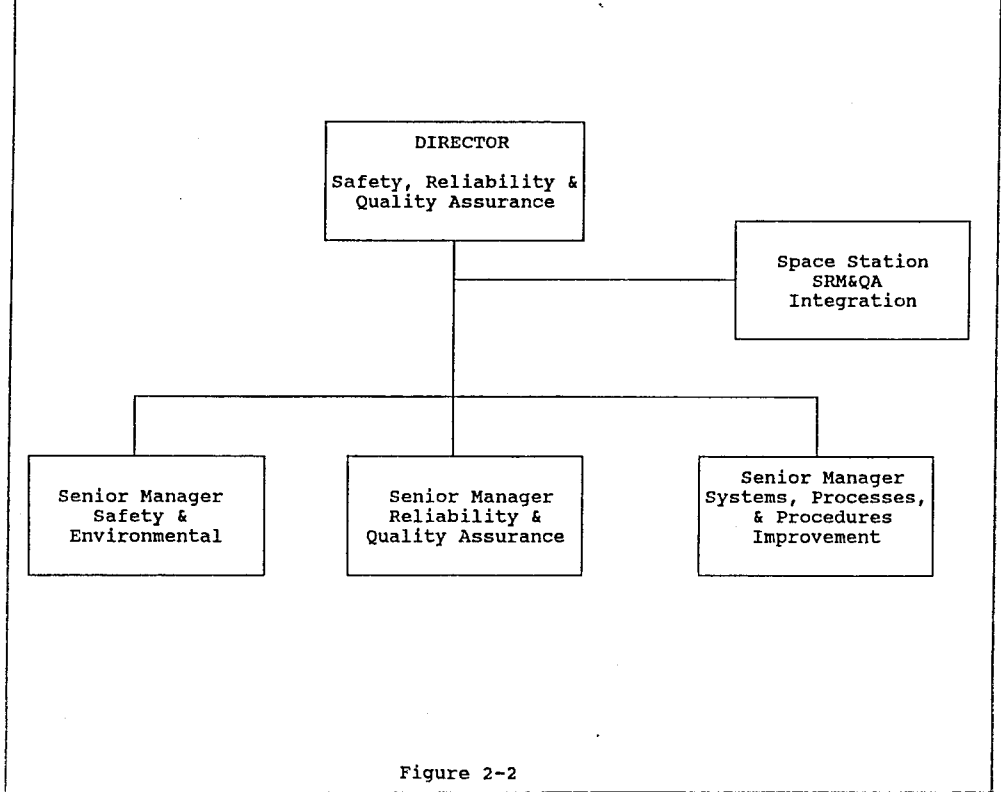 DIRECTOR
Safety, Reliability &
Quality Assurance
Space Station
SRM&QA
Integration
Senior Manager
Safety &
Environmental
Senior Manager
Reliability &
Quality Assurance
Senior Manager
Systems, Processes,
& Procedures
Improvement
Figure 2-2